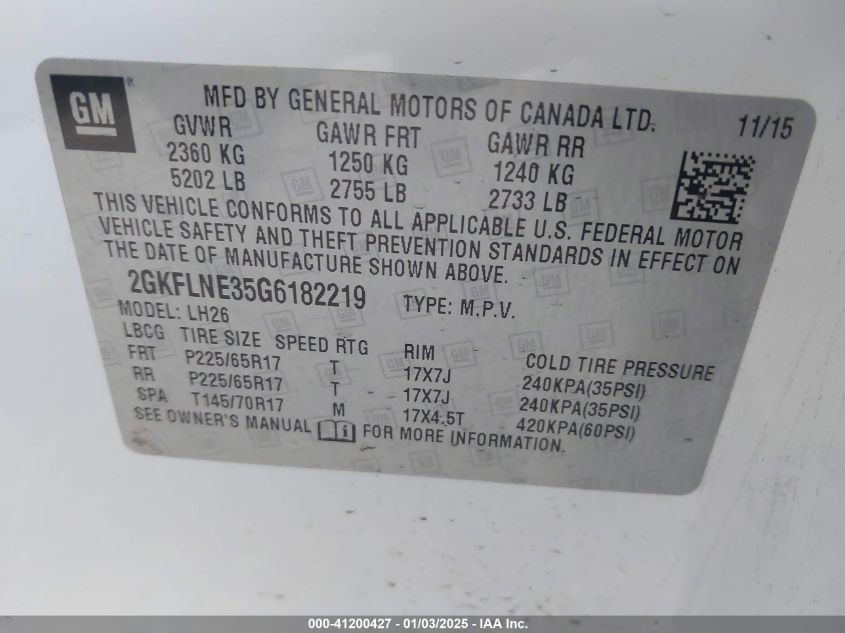 GM
MFD BY GENERAL MOTORS OF CANADA LTD. 11/15
GVWR GAWR FRT GAWR RR
2360 KG 1250 KG 1240 KG
5202 LB 2755 LB 2733 LB
THIS VEHICLE CONFORMS TO ALL APPLICABLE U.S. FEDERAL MOTOR
VEHICLE SAFETY AND THEFT PREVENTION STANDARDS IN EFFECT ON
THE DATE OF MANUFACTURE SHOWN ABOVE.
2GKFLNE35G6182219 TYPE: M.P.V.
MODEL: LH26
LBCG TIRE SIZE SPEED RTG RIM COLD TIRE PRESSURE
FRT P225/65R17 T 17X7J 240KPA(35PSI)
RR P225/65R17 T 17X7J 240KPA(35PSI)
SPA T145/70R17 M 17X4.5T 420KPA(60PSI)
SEE OWNER'S MANUAL FOR MORE INFORMATION.
000-41200427 - 01/03/2025 - IAA Inc.